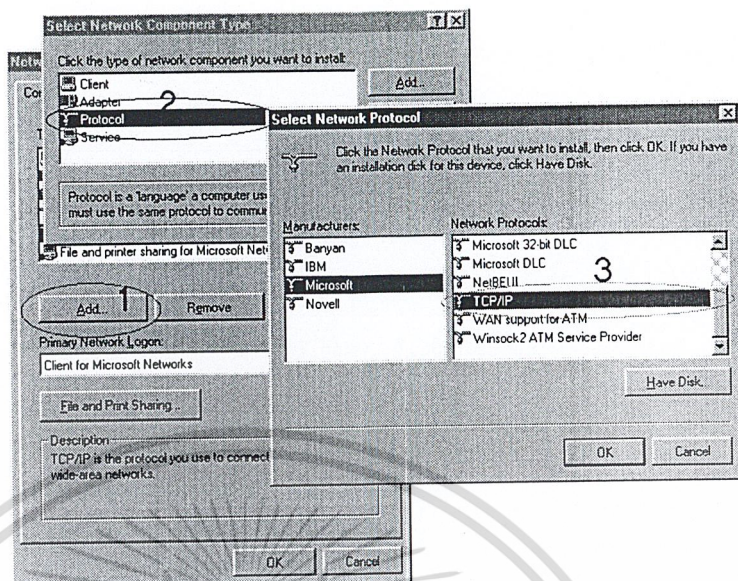 Select Network Component Type
Click the type of network component you want to install:
Client
Adapter
2
Protocol
Service
Add...
Protocol is a 'language' a computer
must use the same protocol to
File and printer sharing for Microsoft
1
Add...
Remove
Primary Network Logon:
Client for Microsoft Networks
File and Print Sharing...
Description
TCP/IP is the protocol you use to connect
wide-area networks.
OK
Cancel
Select Network Protocol
Click the Network Protocol that you want to install, then click OK. If you have
an installation disk for this device, click Have Disk.
Manufacturers:
Banyan
IBM
Microsoft
Novell
Network Protocols:
Microsoft 32-bit DLC
Microsoft DLC
NetBEUI
3
TCP/IP
WAN support for ATM
Winsock2 ATM Service Provider
Have Disk...
OK
Cancel